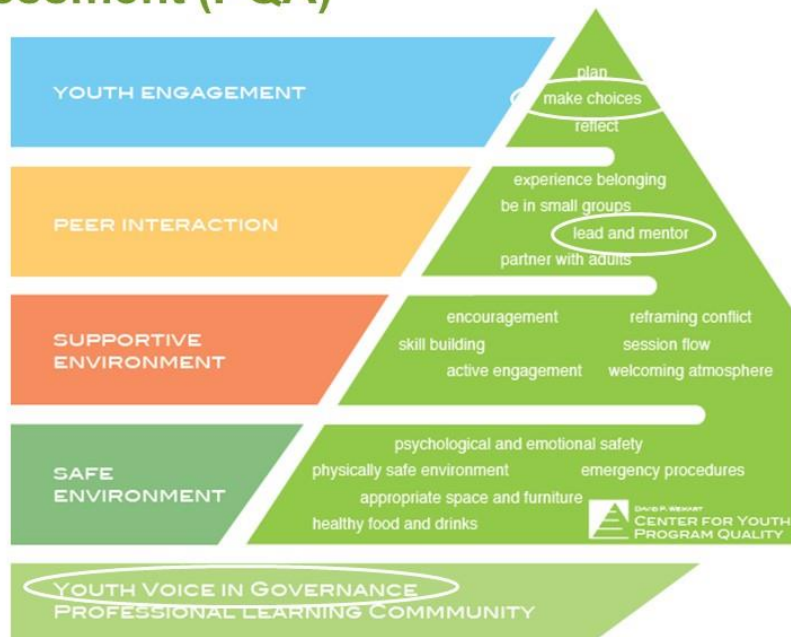 YOUTH ENGAGEMENT
plan
make choices
reflect
PEER INTERACTION
experience belonging
be in small groups
lead and mentor
partner with adults
SUPPORTIVE
ENVIRONMENT
encouragement reframing conflict
skill building session flow
active engagement welcoming atmosphere
SAFE
ENVIRONMENT
psychological and emotional safety
physically safe environment emergency procedures
appropriate space and furniture
healthy food and drinks
DAVID P. WEIKART
CENTER FOR YOUTH
PROGRAM QUALITY
YOUTH VOICE IN GOVERNANCE
PROFESSIONAL LEARNING COMMMUNITY